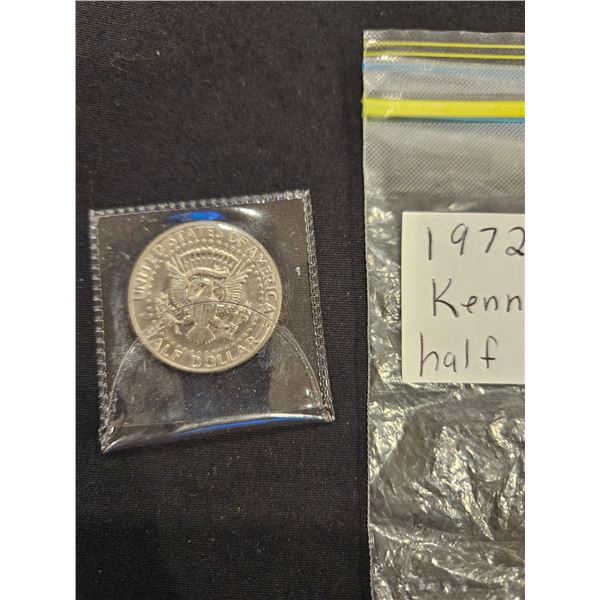 UNITED STATES OF AMERICA
HALF DOLLAR
1972
Kenn
half